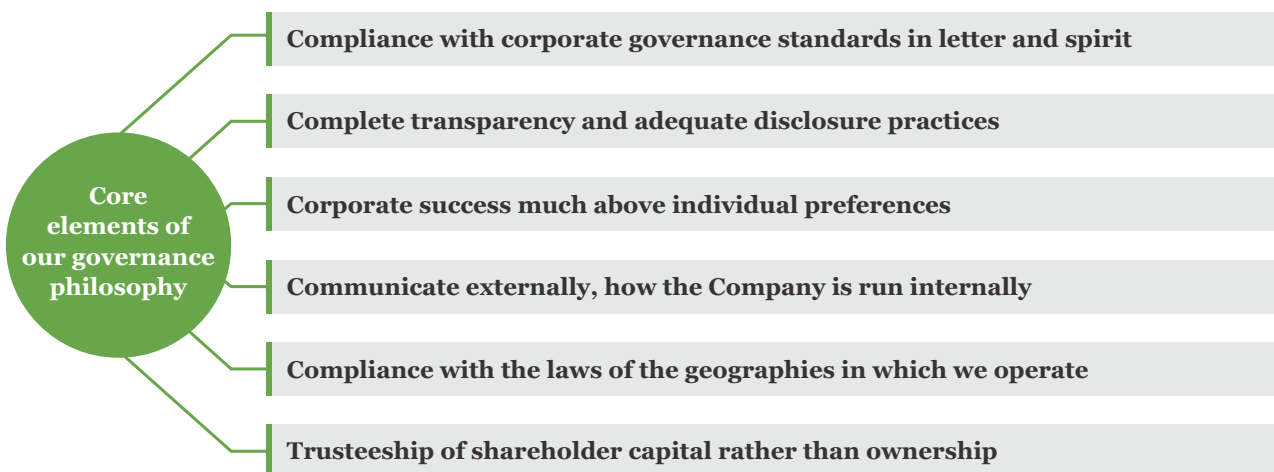 Core
elements of
our governance
philosophy
Compliance with corporate governance standards in letter and spirit
Complete transparency and adequate disclosure practices
Corporate success much above individual preferences
Communicate externally, how the Company is run internally
Compliance with the laws of the geographies in which we operate
Trusteeship of shareholder capital rather than ownership